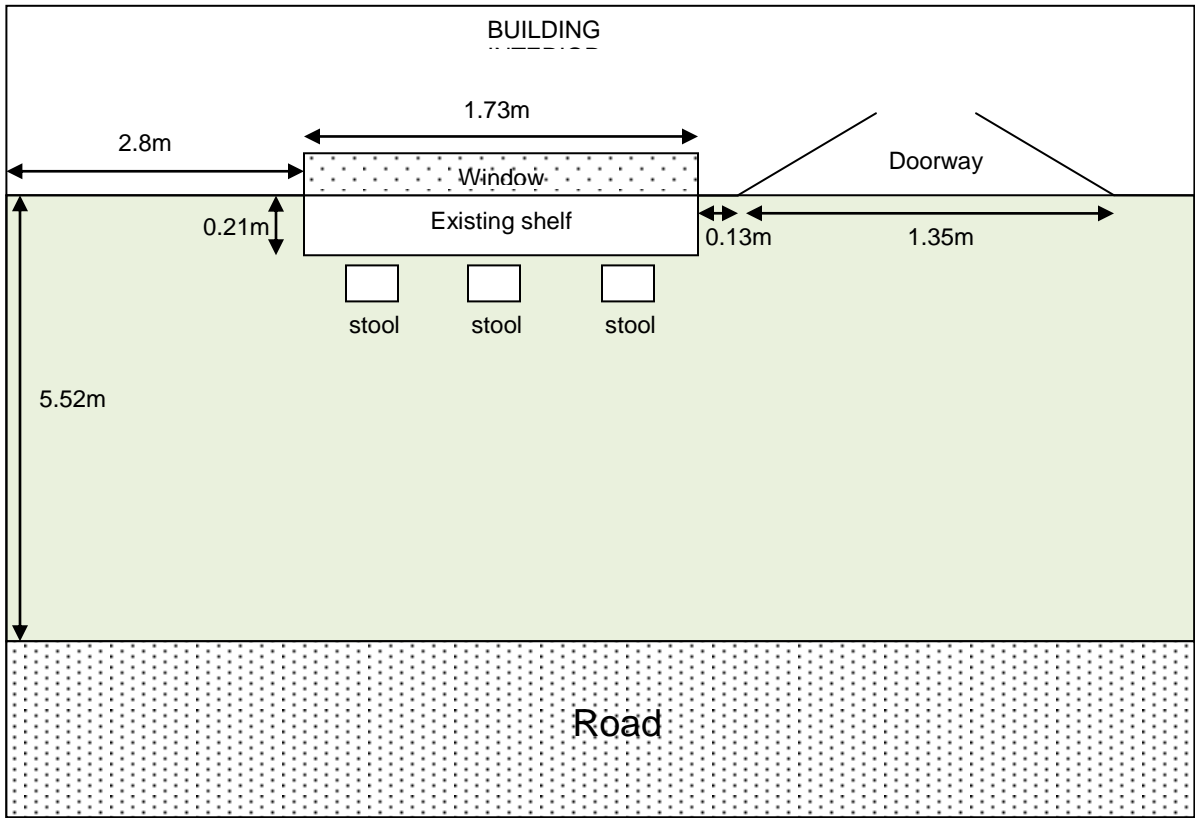 BUILDING
1.73m
2.8m
Doorway
Window
0.21m
Existing shelf
0.13m
1.35m
stool
stool
stool
5.52m
Road